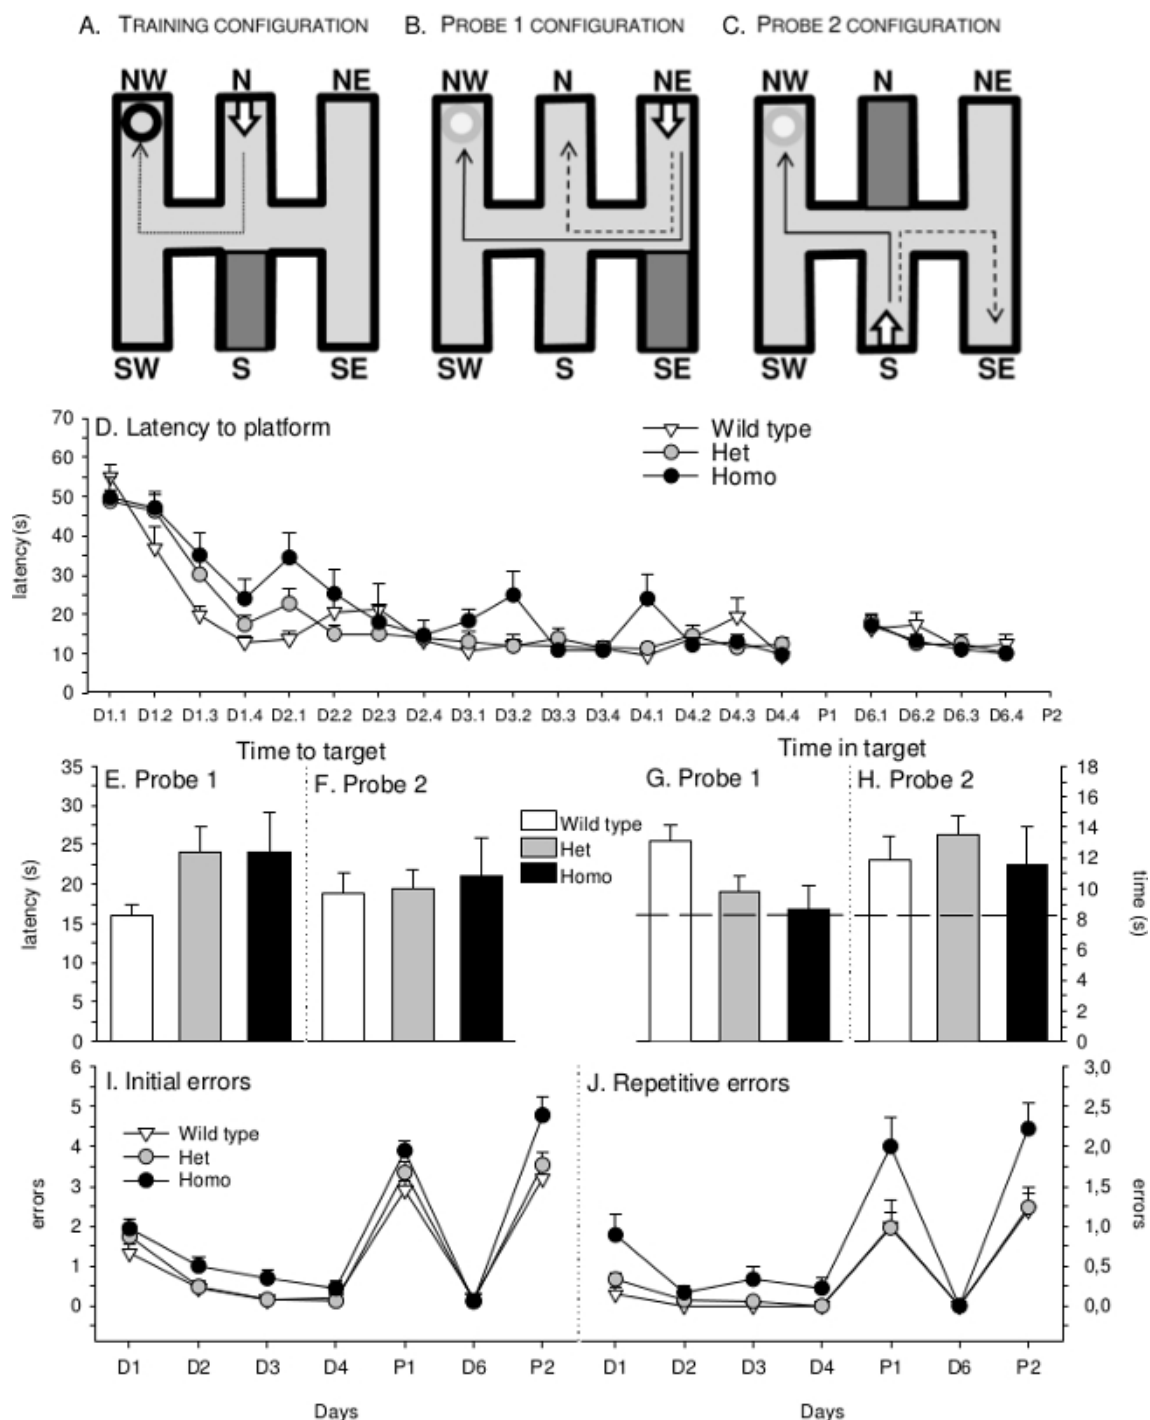 A. TRAINING CONFIGURATION B. PROBE 1 CONFIGURATION C. PROBE 2 CONFIGURATION
NW N NE NW N NE NW N NE
SW S SE SW S SE SW S SE
D. Latency to platform
Wild type
Het
Homo
70
60
50
40
30
20
10
0
latency (s)
D1.1 D1.2 D1.3 D1.4 D2.1 D2.2 D2.3 D2.4 D3.1 D3.2 D3.3 D3.4 D4.1 D4.2 D4.3 D4.4 P1 D6.1 D6.2 D6.3 D6.4 P2
Time to target
E. Probe 1 F. Probe 2
35
30
25
20
15
10
5
0
latency (s)
Wild type
Het
Homo
Time in target
G. Probe 1 H. Probe 2
18
16
14
12
10
8
6
4
2
0
time (s)
I. Initial errors
Wild type
Het
Homo
6
5
4
3
2
1
0
errors
D1 D2 D3 D4 P1 D6 P2
Days
J. Repetitive errors
3,0
2,5
2,0
1,5
1,0
0,5
0,0
errors
D1 D2 D3 D4 P1 D6 P2
Days